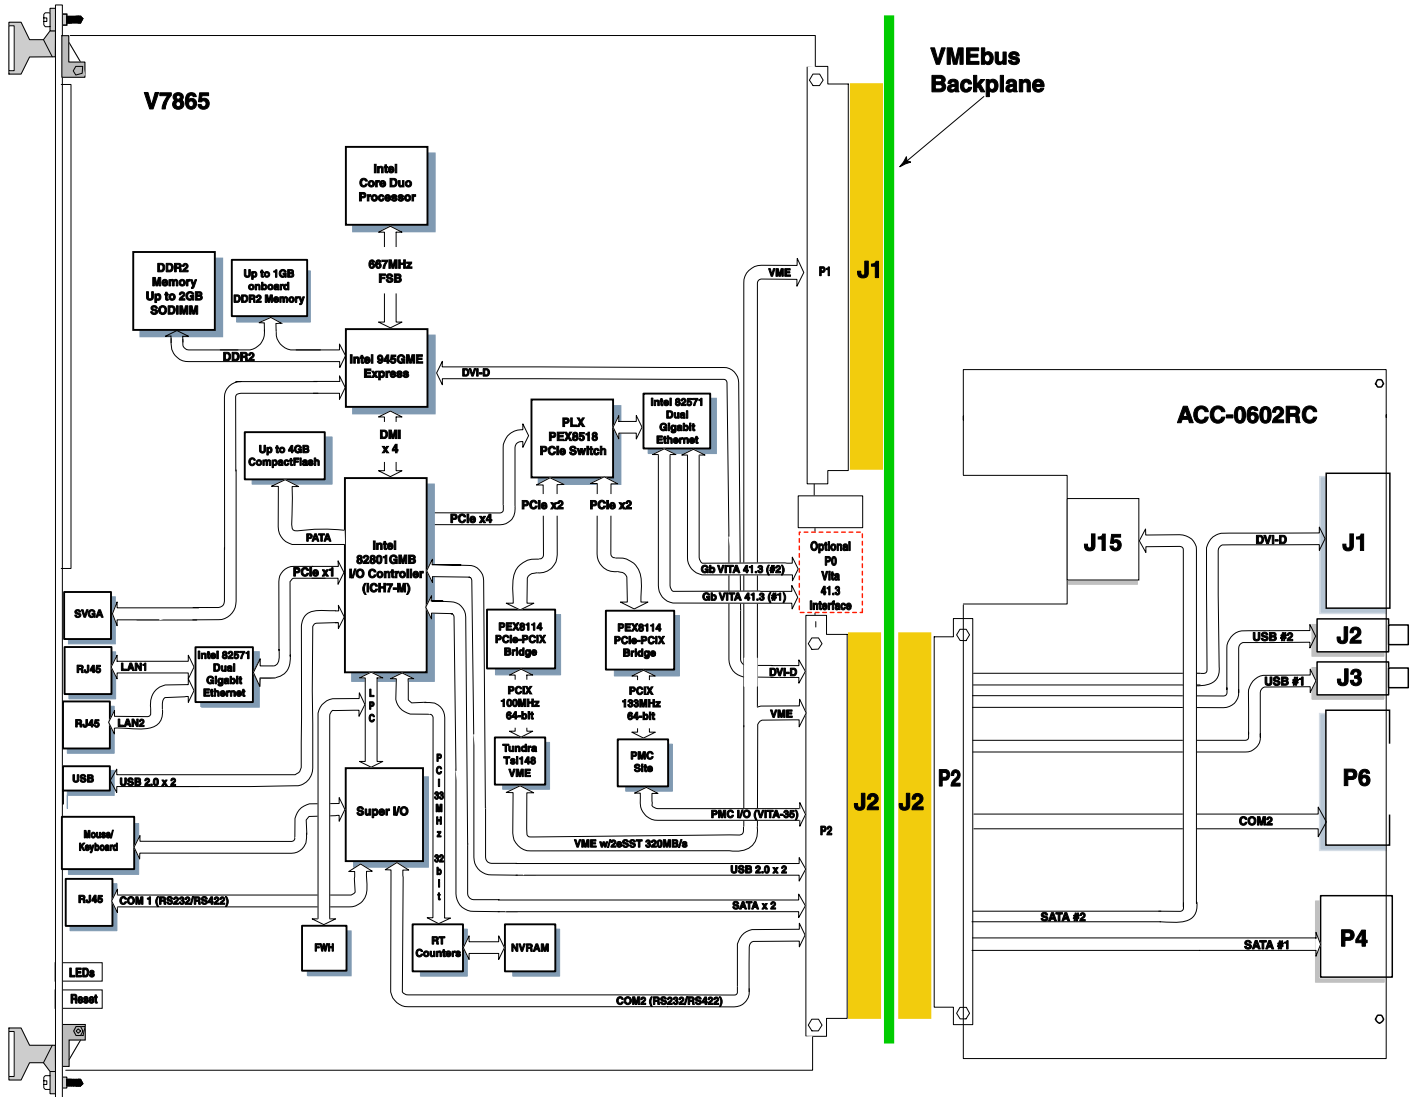 V7865
VMEbus
Backplane
Intel
Core Duo
Processor
667MHz
FSB
DDR2
Memory
Up to 2GB
SODIMM
Up to 1GB
onboard
DDR2 Memory
DDR2
Intel 945GME
Express
DVI-D
DMI
x 4
Up to 4GB
CompactFlash
PATA
PLX
PEX8518
PCIe Switch
Intel 82571
Dual
Gigabit
Ethernet
PCIe x4
PCIe x2
PCIe x2
Intel
82801GMB
I/O Controller
(ICH7-M)
PCIe x1
VME
P1
J1
Optional
P0
Vita
41.3
Interface
Gb VITA 41.3 (#2)
Gb VITA 41.3 (#1)
SVGA
RJ45
LAN1
RJ45
LAN2
Intel 82571
Dual
Gigabit
Ethernet
USB
USB 2.0 x 2
Mouse/
Keyboard
RJ45
COM 1 (RS232/RS422)
LEDs
Reset
LPC
Super I/O
PCI 33MHz 32bit
FWH
RT
Counters
NVRAM
PEX8114
PCIe-PCIX
Bridge
PEX8114
PCIe-PCIX
Bridge
PCIX
100MHz
64-bit
PCIX
133MHz
64-bit
Tundra
Tsi148
VME
PMC
Site
DVI-D
VME
PMC I/O (VITA-35)
VME w/2eSST 320MB/s
USB 2.0 x 2
SATA x 2
COM2 (RS232/RS422)
P2
J2
J2
P2
ACC-0602RC
J15
DVI-D
J1
USB #2
J2
USB #1
J3
P6
COM2
SATA #2
SATA #1
P4